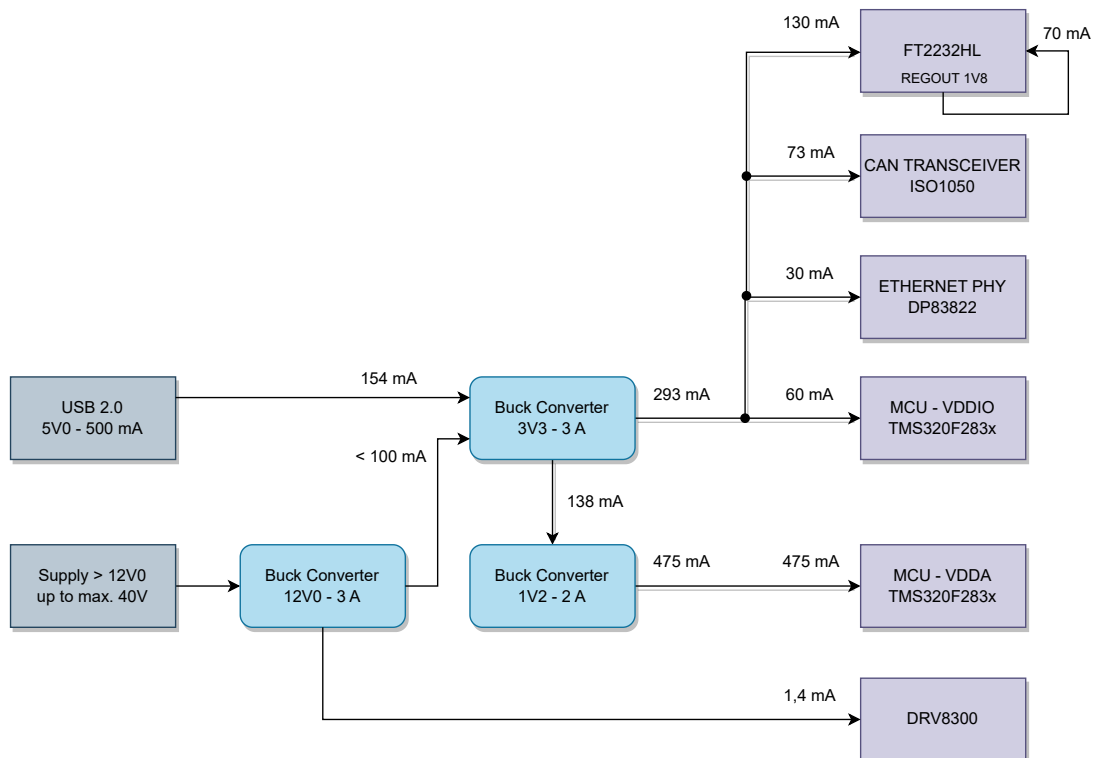 130 mA
FT2232HL
REGOUT 1V8
70 mA
73 mA
CAN TRANSCEIVER
ISO1050
30 mA
ETHERNET PHY
DP83822
USB 2.0
5V0 - 500 mA
154 mA
< 100 mA
Buck Converter
3V3 - 3 A
293 mA
60 mA
MCU - VDDIO
TMS320F283x
138 mA
Supply > 12V0
up to max. 40V
Buck Converter
12V0 - 3 A
Buck Converter
1V2 - 2 A
475 mA
475 mA
MCU - VDDA
TMS320F283x
1,4 mA
DRV8300